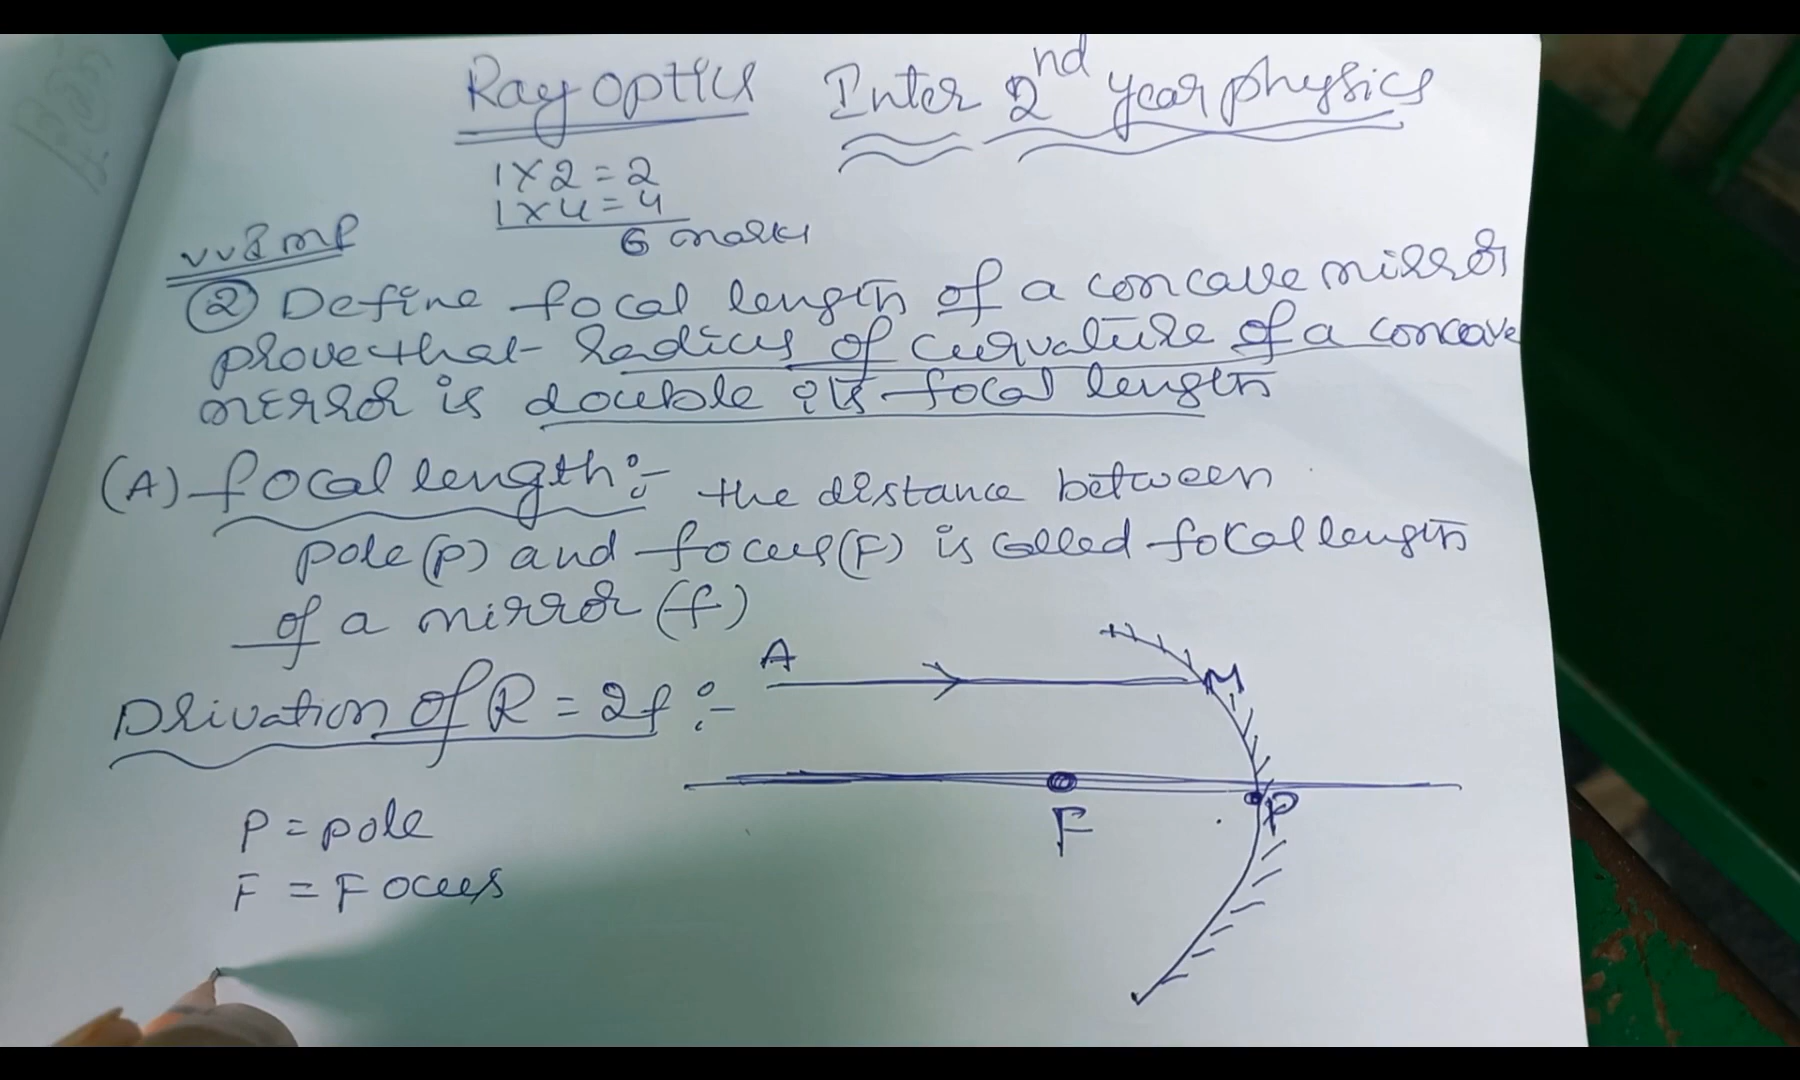 Ray optics Inter 2nd year physics
1 X 2 = 2
1 X 4 = 4
6 marks
vvImp
② Define focal length of a concave mirror
prove that radius of curvature of a concave
mirror is double its focal length
(A) focal length :- the distance between
pole (p) and focus (F) is called focal length
of a mirror (f)
A
M
Drivation of R = 2f :-
P
F
P = pole
F = Focus